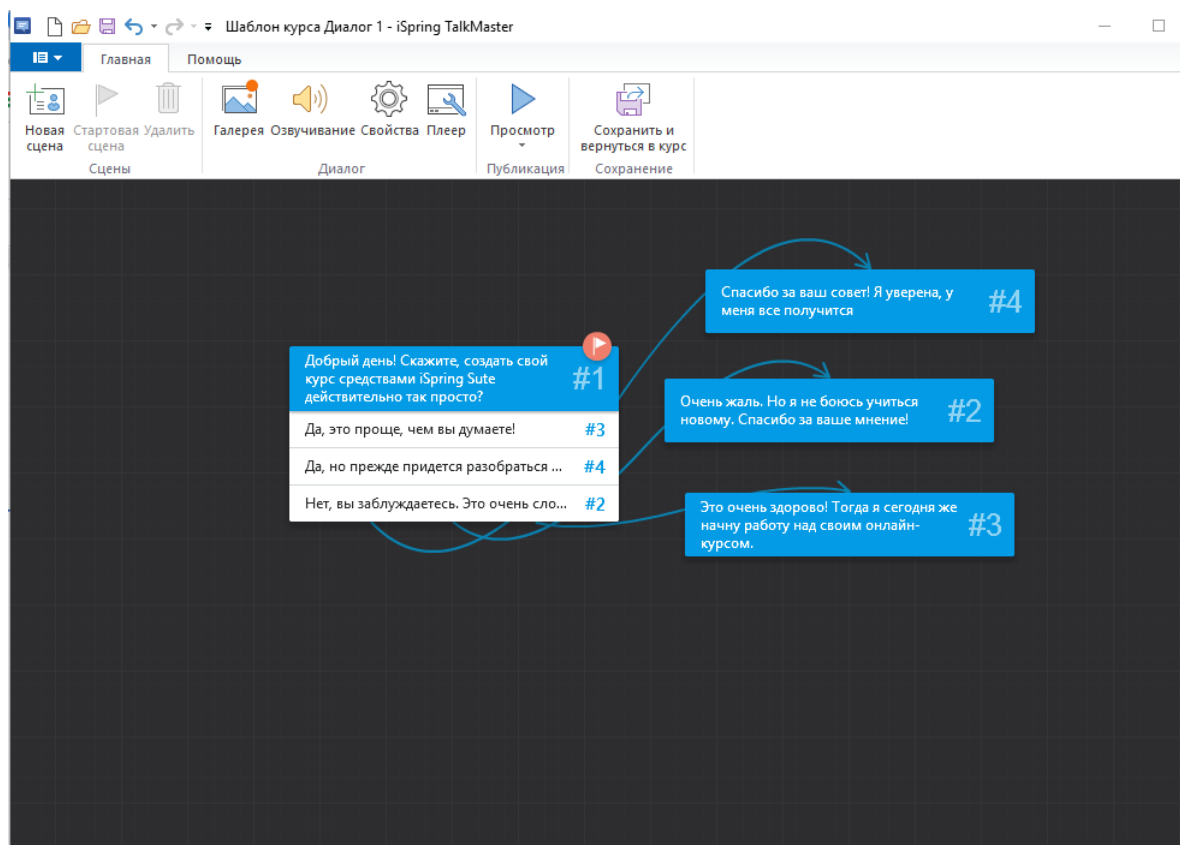 Шаблон курса Диалог 1 - iSpring TalkMaster
Главная
Помощь
Новая
сцена
Стартовая
сцена
Удалить
Галерея
Озвучивание
Свойства
Плеер
Просмотр
Сохранить и
вернуться в курс
Сцены
Диалог
Публикация
Сохранение
Спасибо за ваш совет! Я уверена, у
меня все получится
#4
Добрый день! Скажите, создать свой
курс средствами iSpring Sute
действительно так просто?
#1
Да, это проще, чем вы думаете! #3
Да, но прежде придется разобраться ... #4
Нет, вы заблуждаетесь. Это очень сло... #2
Очень жаль. Но я не боюсь учиться
новому. Спасибо за ваше мнение!
#2
Это очень здорово! Тогда я сегодня же
начну работу над своим онлайн-
курсом.
#3